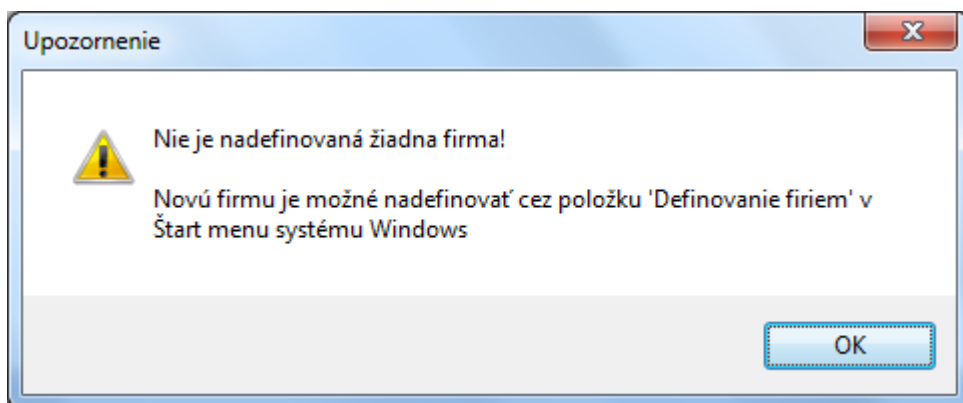 Upozornenie
Nie je nadefinovaná žiadna firma!
Novú firmu je možné nadefinovať cez položku 'Definovanie firiem' v
Štart menu systému Windows
OK